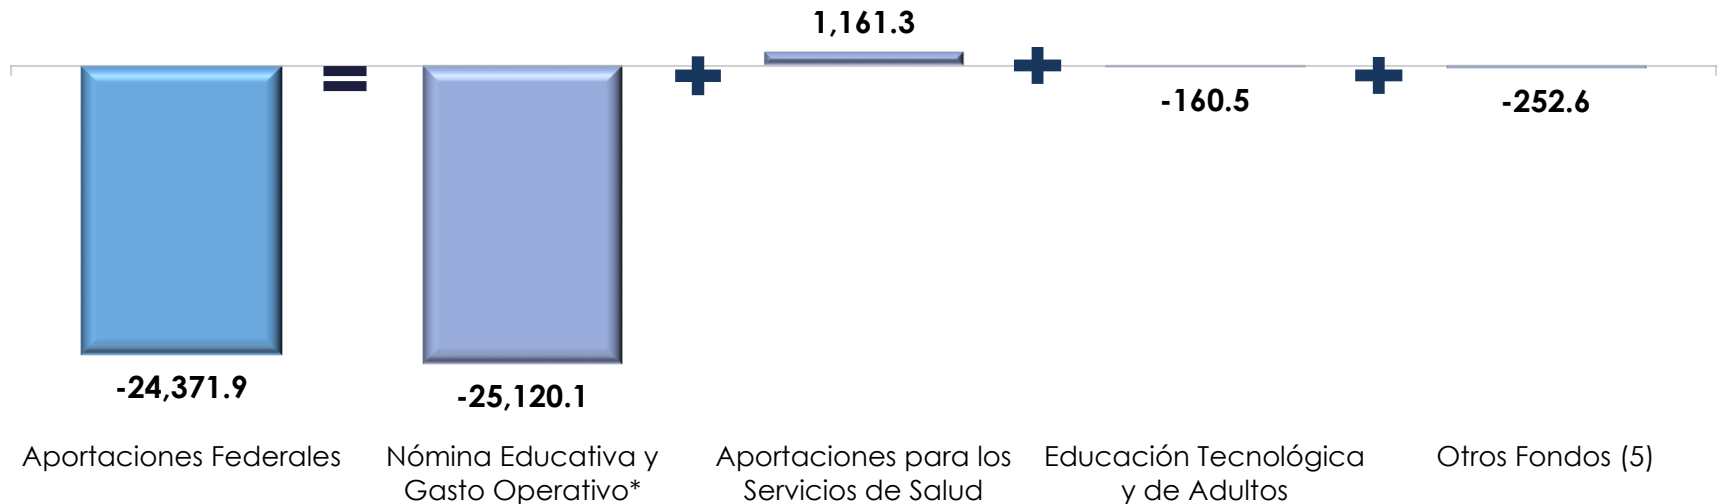 1,161.3
-160.5
-252.6
-24,371.9
-25,120.1
Aportaciones Federales
Nómina Educativa y
Gasto Operativo*
Aportaciones para los
Servicios de Salud
Educación Tecnológica
y de Adultos
Otros Fondos (5)